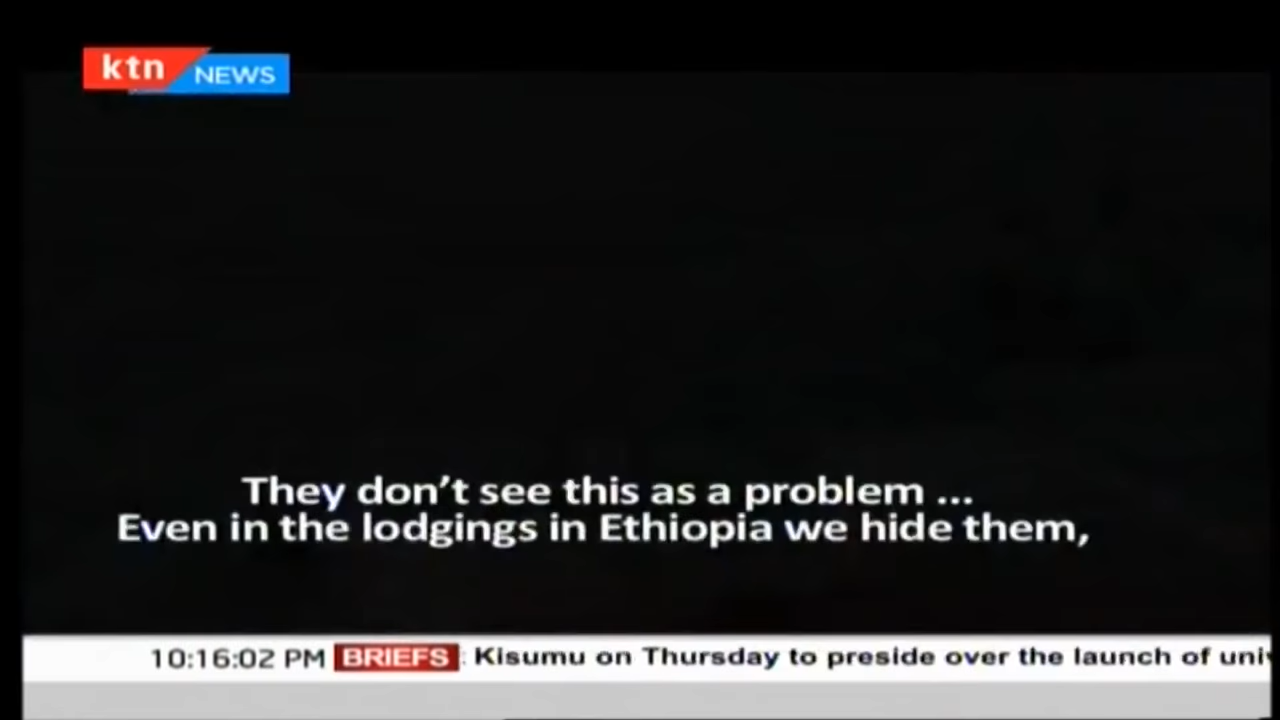 ktn NEWS
They don't see this as a problem ...
Even in the lodgings in Ethiopia we hide them,
10:16:02 PM BRIEFS : Kisumu on Thursday to preside over the launch of